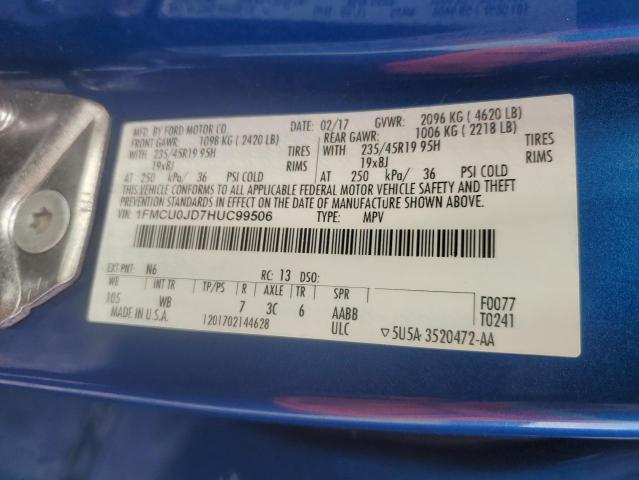 MFD. BY FORD MOTOR CO. DATE: 02/17 GVWR: 2096 KG ( 4620 LB)
FRONT GAWR: 1098 KG ( 2420 LB) REAR GAWR: 1006 KG ( 2218 LB)
WITH 235/45R19 95H TIRES WITH 235/45R19 95H TIRES
19x8J RIMS 19x8J RIMS
AT 250 kPa/ 36 PSI COLD AT 250 kPa/ 36 PSI COLD
THIS VEHICLE CONFORMS TO ALL APPLICABLE FEDERAL MOTOR VEHICLE SAFETY AND THEFT
PREVENTION STANDARDS IN EFFECT ON THE DATE OF MANUFACTURE SHOWN ABOVE.
VIN: 1FMCU0JD7HUC99506 TYPE: MPV
EXT PNT: N6 RC: 13 DSO:
WB INT TR TP/PS R AXLE TR SPR F0077
105 WB 7 3C 6 AABB T0241
MADE IN U.S.A. 1201702144628 ULC ▽5U5A-3520472-AA